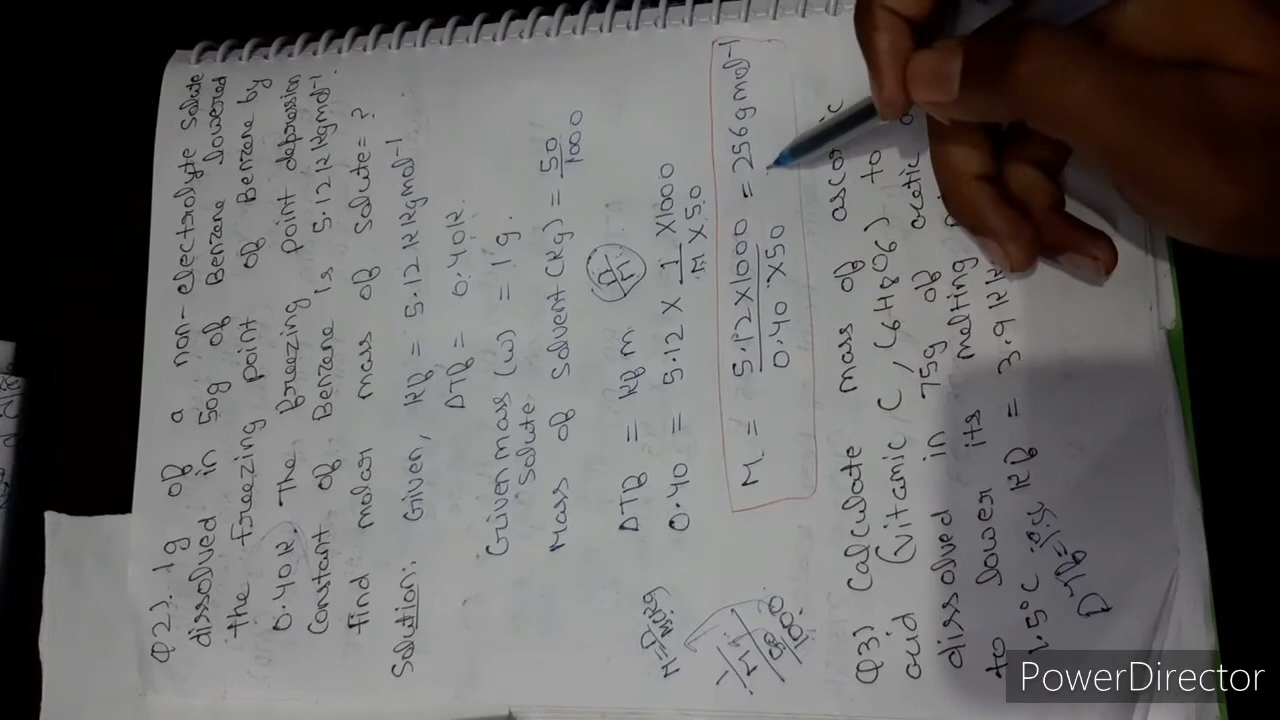 Q2). 1g of a non-electrolyte solute
dissolved in 50g of Benzene lowered
the freezing point of Benzene by
0.40K. The freezing point depression
constant of Benzene is 5.12 K kg mol-1.
Find molar mass of solute = ?
Solution: Given, Kf = 5.12 K kg mol-1
ΔTf = 0.40K.
Given mass (w) = 1g.
solute
Mass of solvent (kg) = 50/1000
ΔTf = Kf m.
0.40 = 5.12 × 1/M × 1000/50
M = 5.12 × 1000 / 0.40 × 50 = 256 g mol-1
Q3) Calculate mass of
acid (vitamic C, C6H8O6) to
dissolved in 75g of acetic
to lower its melting
1.5°C. Kf = 3.9 K k
ΔTf = 1.5
PowerDirector